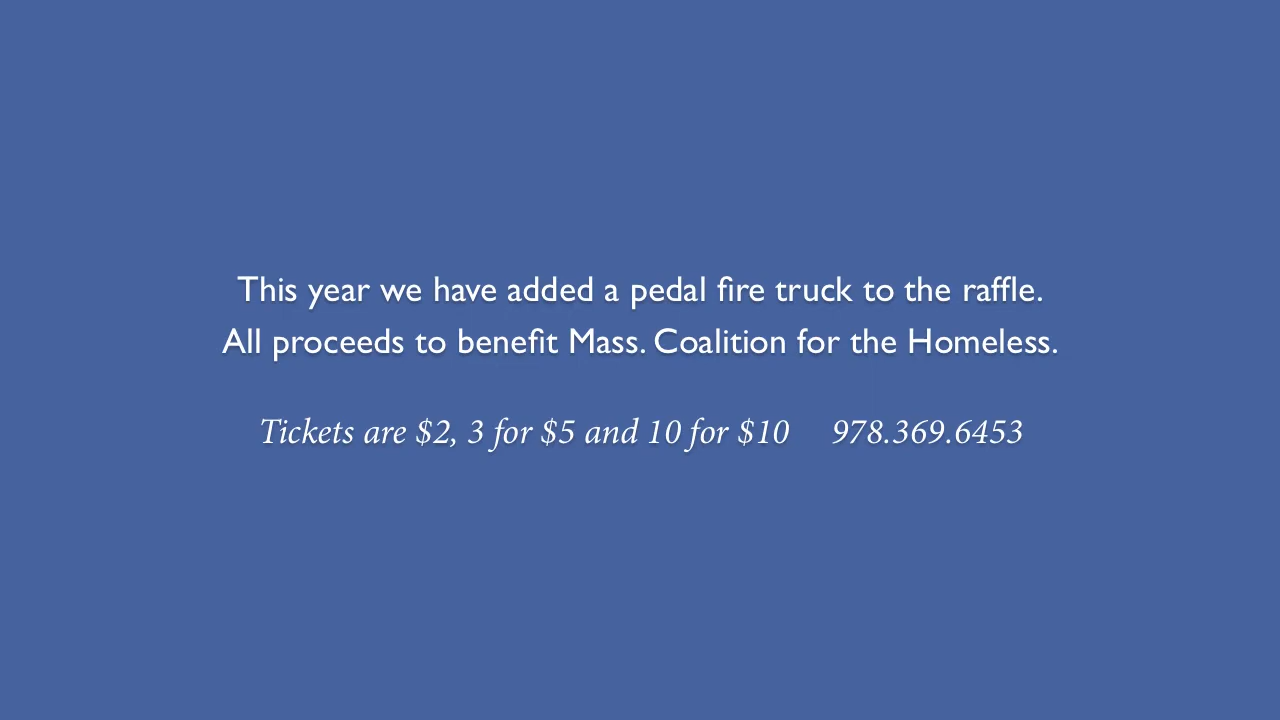 This year we have added a pedal fire truck to the raffle.
All proceeds to benefit Mass. Coalition for the Homeless.
Tickets are $2, 3 for $5 and 10 for $10 978.369.6453